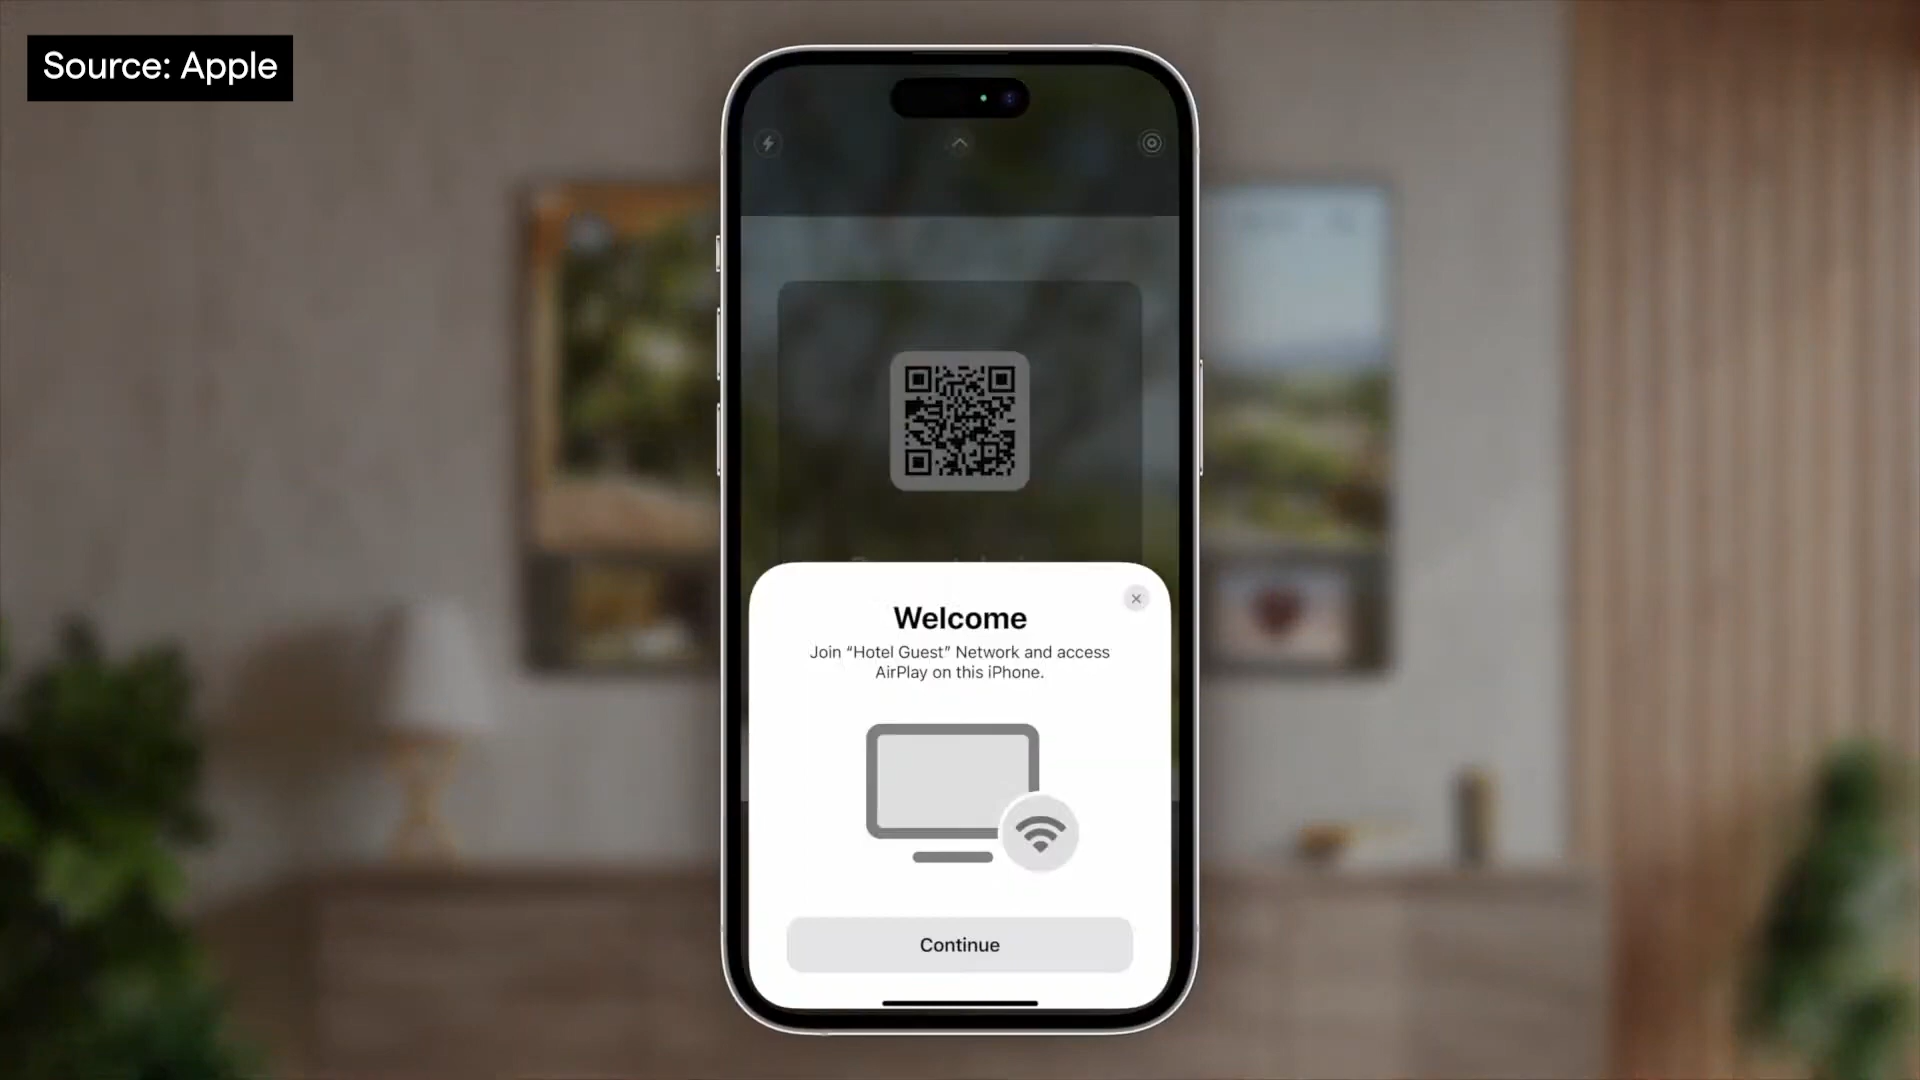 Source: Apple
Welcome
Join “Hotel Guest” Network and access
AirPlay on this iPhone.
Continue